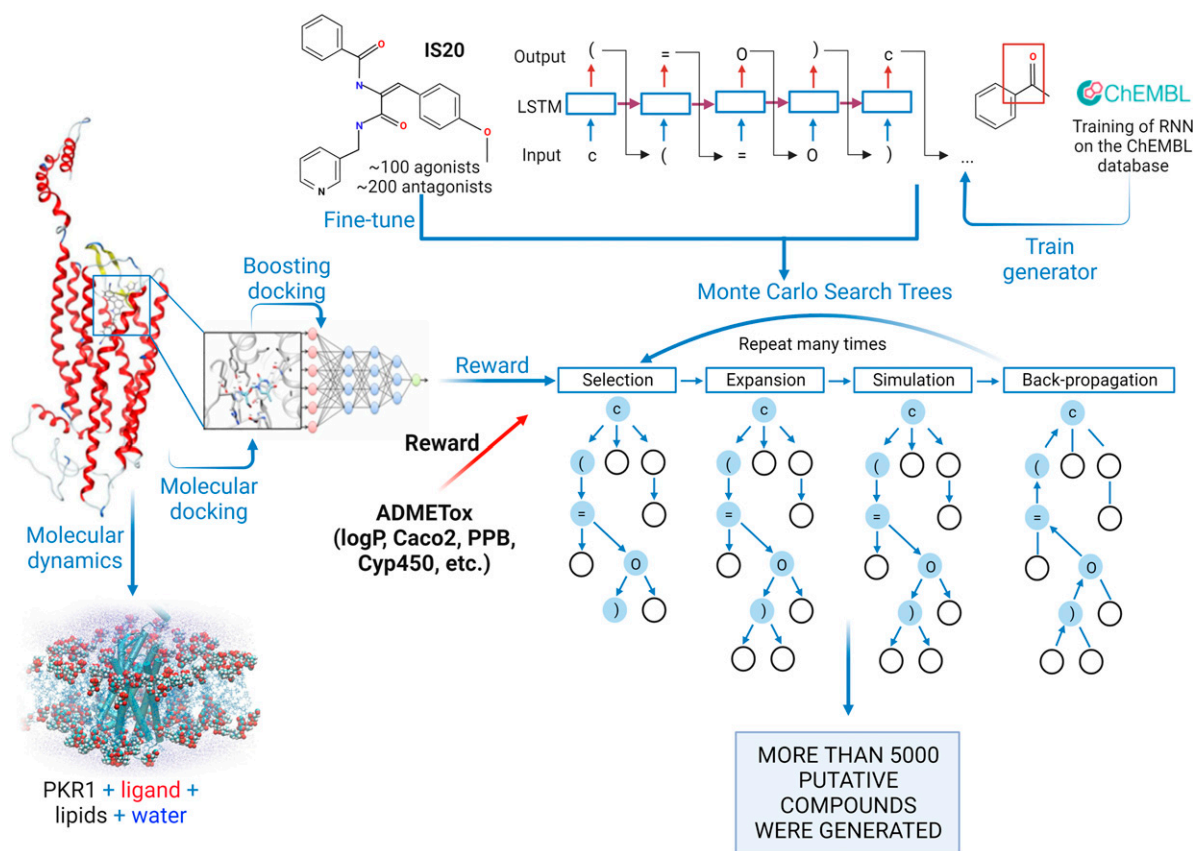 IS20
O
N
H
N
H
O
O
N
~100 agonists
~200 antagonists
Fine-tune
Output ( = O ) c
LSTM
Input c ( = O ) ...
O
ChEMBL
Training of RNN
on the ChEMBL
database
Train
generator
Monte Carlo Search Trees
Boosting
docking
Molecular
docking
Molecular
dynamics
PKR1 + ligand +
lipids + water
Reward
Reward
ADMETox
(logP, Caco2, PPB,
Cyp450, etc.)
Repeat many times
Selection Expansion Simulation Back-propagation
c c c c
( ( ( (
= = = =
O O O O
) ) ) )
MORE THAN 5000
PUTATIVE
COMPOUNDS
WERE GENERATED